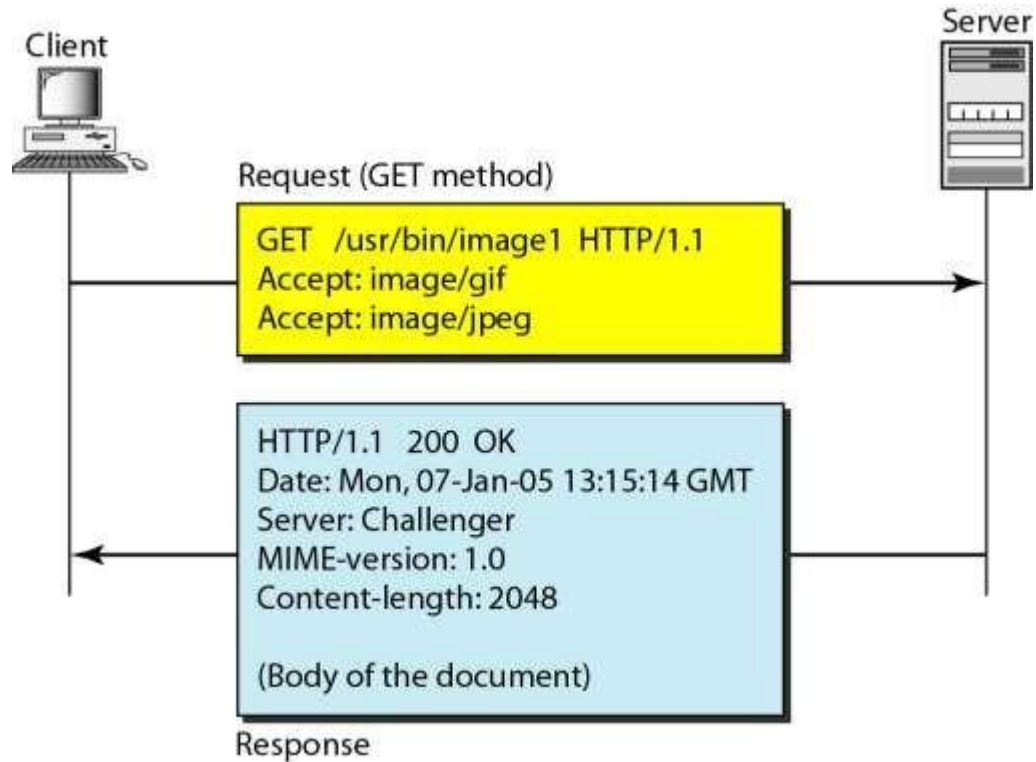 Client
Server
Request (GET method)
GET /usr/bin/image1 HTTP/1.1
Accept: image/gif
Accept: image/jpeg
HTTP/1.1 200 OK
Date: Mon, 07-Jan-05 13:15:14 GMT
Server: Challenger
MIME-version: 1.0
Content-length: 2048
(Body of the document)
Response